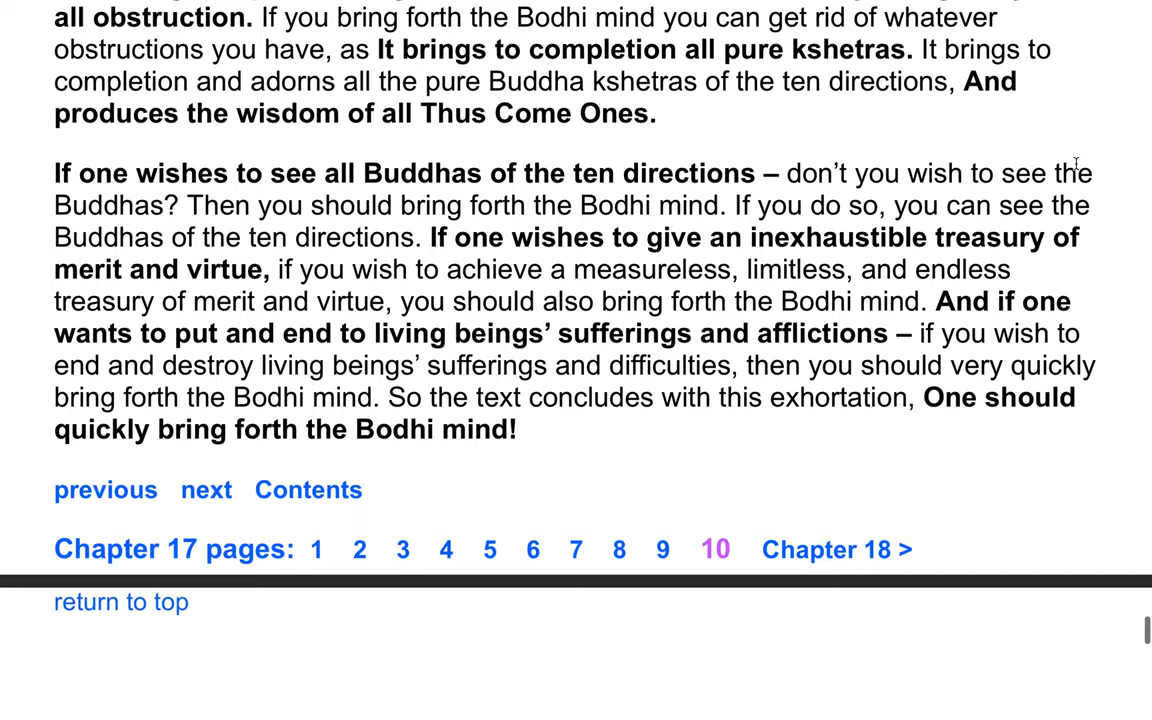 all obstruction. If you bring forth the Bodhi mind you can get rid of whatever
obstructions you have, as It brings to completion all pure kshetras. It brings to
completion and adorns all the pure Buddha kshetras of the ten directions, And
produces the wisdom of all Thus Come Ones.
If one wishes to see all Buddhas of the ten directions – don’t you wish to see the
Buddhas? Then you should bring forth the Bodhi mind. If you do so, you can see the
Buddhas of the ten directions. If one wishes to give an inexhaustible treasury of
merit and virtue, if you wish to achieve a measureless, limitless, and endless
treasury of merit and virtue, you should also bring forth the Bodhi mind. And if one
wants to put and end to living beings’ sufferings and afflictions – if you wish to
end and destroy living beings’ sufferings and difficulties, then you should very quickly
bring forth the Bodhi mind. So the text concludes with this exhortation, One should
quickly bring forth the Bodhi mind!
previous next Contents
Chapter 17 pages: 1 2 3 4 5 6 7 8 9 10 Chapter 18 >
return to top